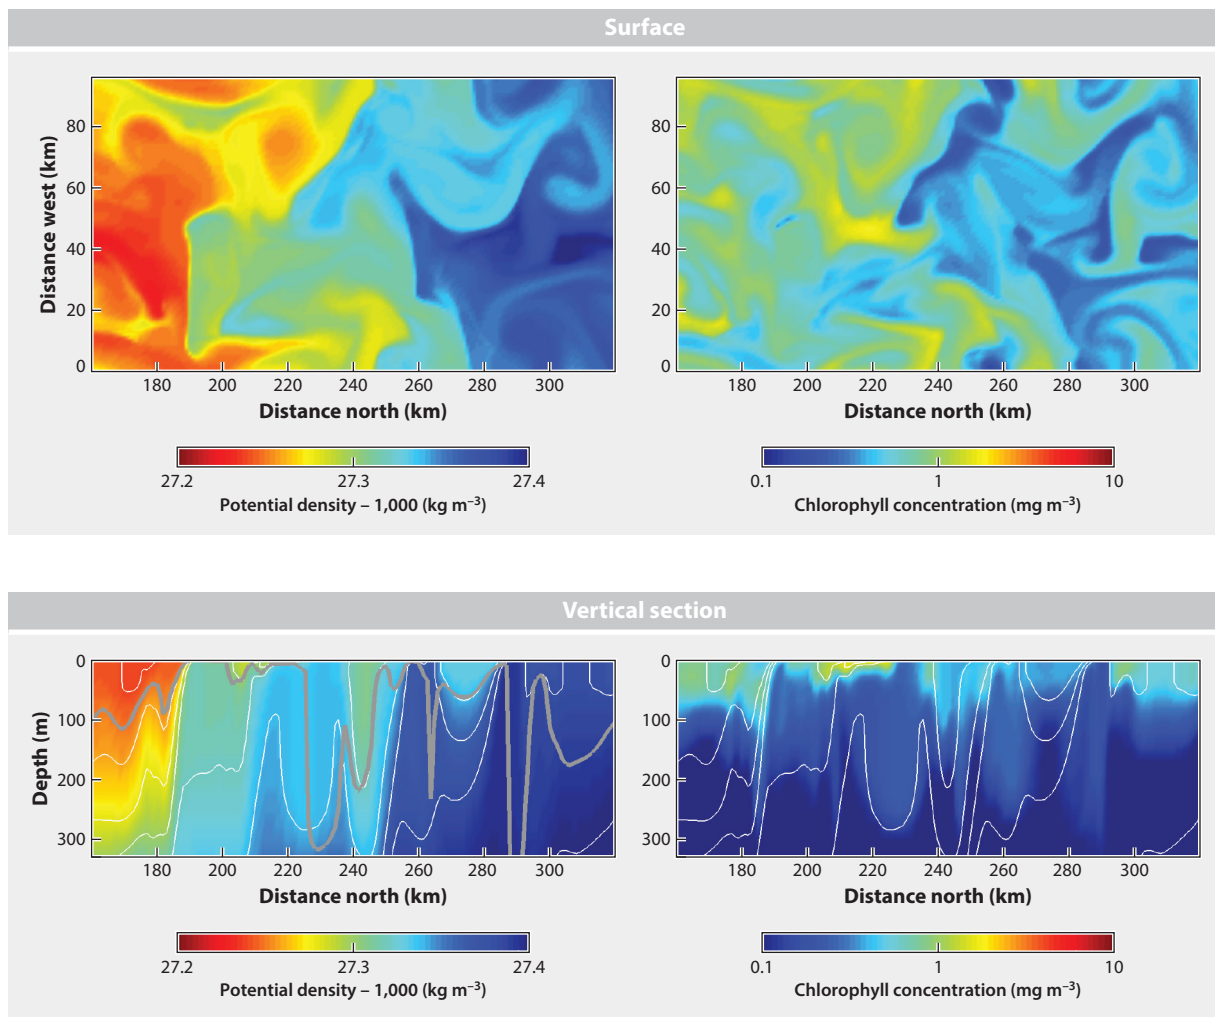 Surface
Distance west (km)
80
60
40
20
0
180 200 220 240 260 280 300
Distance north (km)
80
60
40
20
0
180 200 220 240 260 280 300
Distance north (km)
27.2 27.3 27.4
Potential density – 1,000 (kg m–3)
0.1 1 10
Chlorophyll concentration (mg m–3)
Vertical section
Depth (m)
0
100
200
300
180 200 220 240 260 280 300
Distance north (km)
0
100
200
300
180 200 220 240 260 280 300
Distance north (km)
27.2 27.3 27.4
Potential density – 1,000 (kg m–3)
0.1 1 10
Chlorophyll concentration (mg m–3)